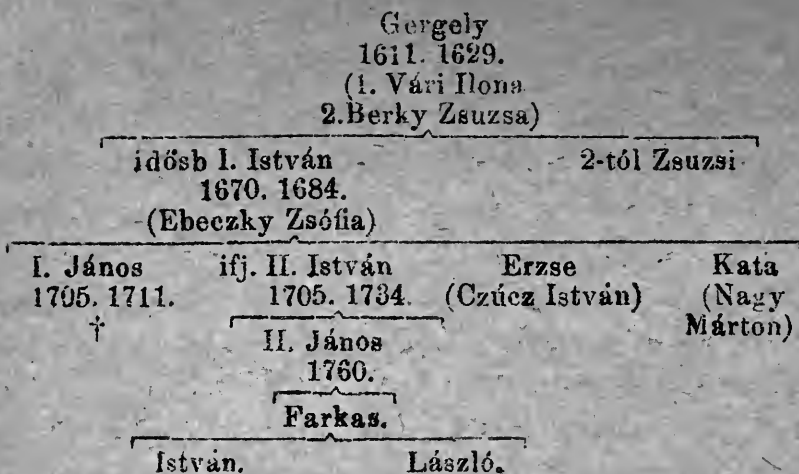 Gergely
1611. 1629.
(1. Vári Ilona
2. Berky Zsuzsa)
idősb I. István 2-tól Zsuzsi
1670. 1684.
(Ebeczky Zsófia)
I. János ifj. II. István Erzse Kata
1705. 1711. 1705. 1734. (Czúcz István) (Nagy
† Márton)
II. János
1760.
Farkas.
István. László.